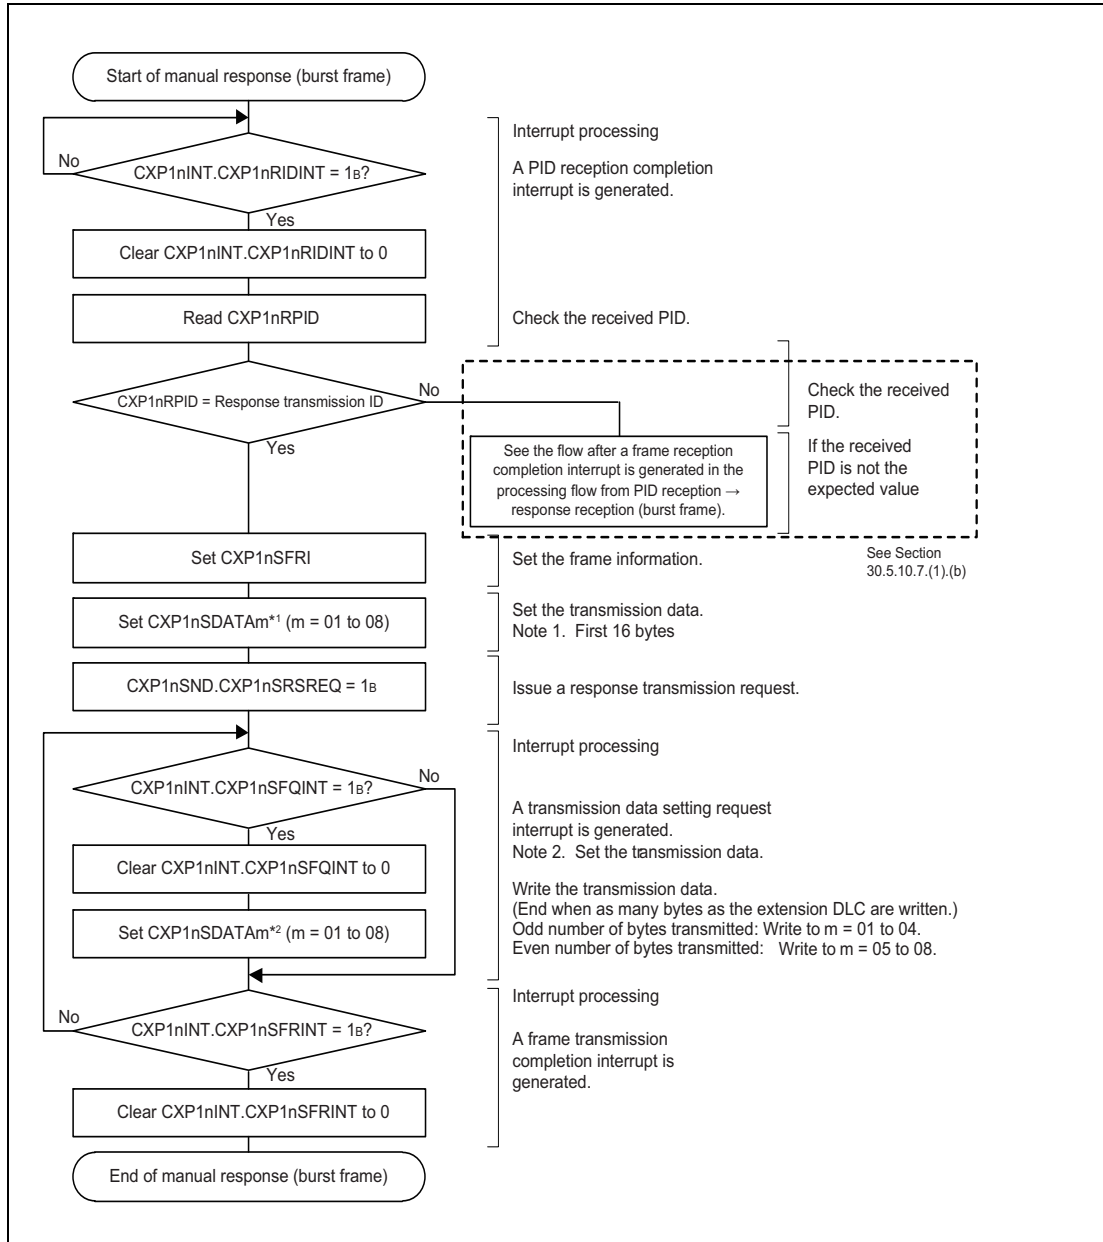 Start of manual response (burst frame)
Interrupt processing
No
CXP1nINT.CXP1nRIDINT = 1B?
A PID reception completion
interrupt is generated.
Yes
Clear CXP1nINT.CXP1nRIDINT to 0
Read CXP1nRPID
Check the received PID.
CXP1nRPID = Response transmission ID
No
Check the received
PID.
Yes
See the flow after a frame reception
completion interrupt is generated in the
processing flow from PID reception →
response reception (burst frame).
If the received
PID is not the
expected value
See Section
30.5.10.7.(1).(b)
Set CXP1nSFRI
Set the frame information.
Set CXP1nSDATAm*1 (m = 01 to 08)
Set the transmission data.
Note 1. First 16 bytes
CXP1nSND.CXP1nSRSREQ = 1B
Issue a response transmission request.
Interrupt processing
CXP1nINT.CXP1nSFQINT = 1B?
No
A transmission data setting request
interrupt is generated.
Note 2. Set the transmission data.
Yes
Clear CXP1nINT.CXP1nSFQINT to 0
Write the transmission data.
(End when as many bytes as the extension DLC are written.)
Odd number of bytes transmitted: Write to m = 01 to 04.
Even number of bytes transmitted: Write to m = 05 to 08.
Set CXP1nSDATAm*2 (m = 01 to 08)
Interrupt processing
No
CXP1nINT.CXP1nSFRINT = 1B?
A frame transmission
completion interrupt is
generated.
Yes
Clear CXP1nINT.CXP1nSFRINT to 0
End of manual response (burst frame)